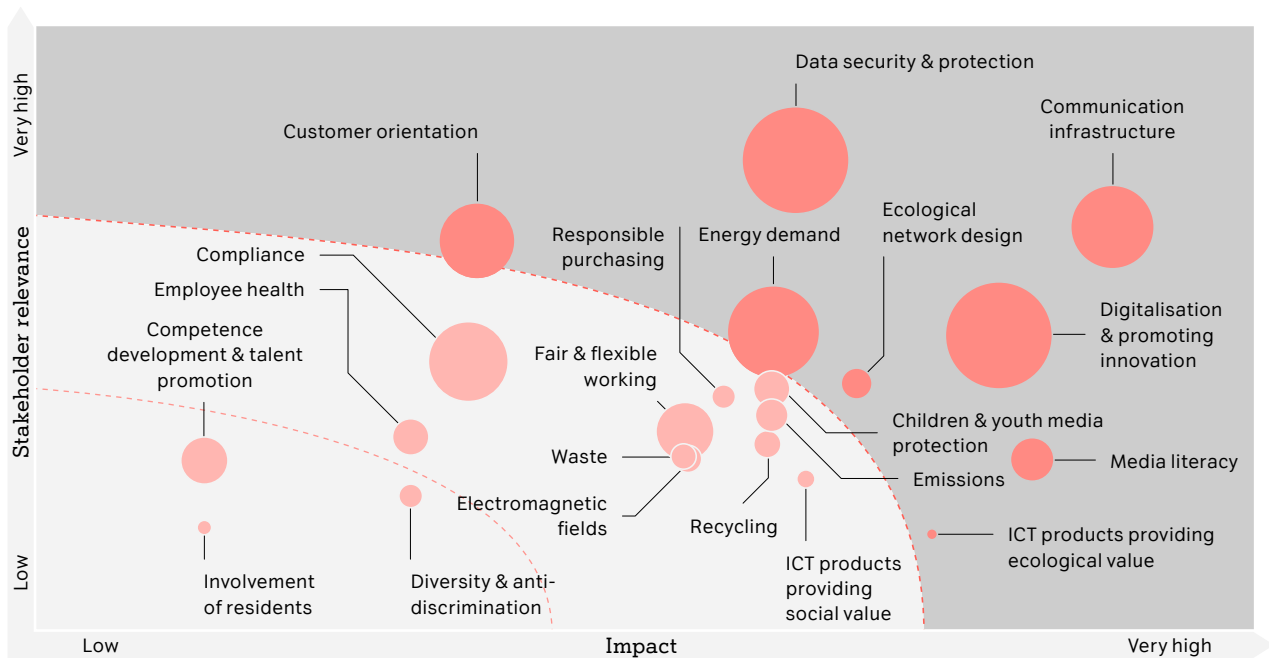 Very high
Stakeholder relevance
Low
Data security & protection
Communication
infrastructure
Customer orientation
Ecological
network design
Responsible
purchasing
Energy demand
Compliance
Employee health
Competence
development & talent
promotion
Fair & flexible
working
Digitalisation
& promoting
innovation
Children & youth media
protection
Waste
Media literacy
Emissions
Electromagnetic
fields
Recycling
ICT products providing
ecological value
ICT products
providing
social value
Involvement
of residents
Diversity & anti-
discrimination
Low
Impact
Very high